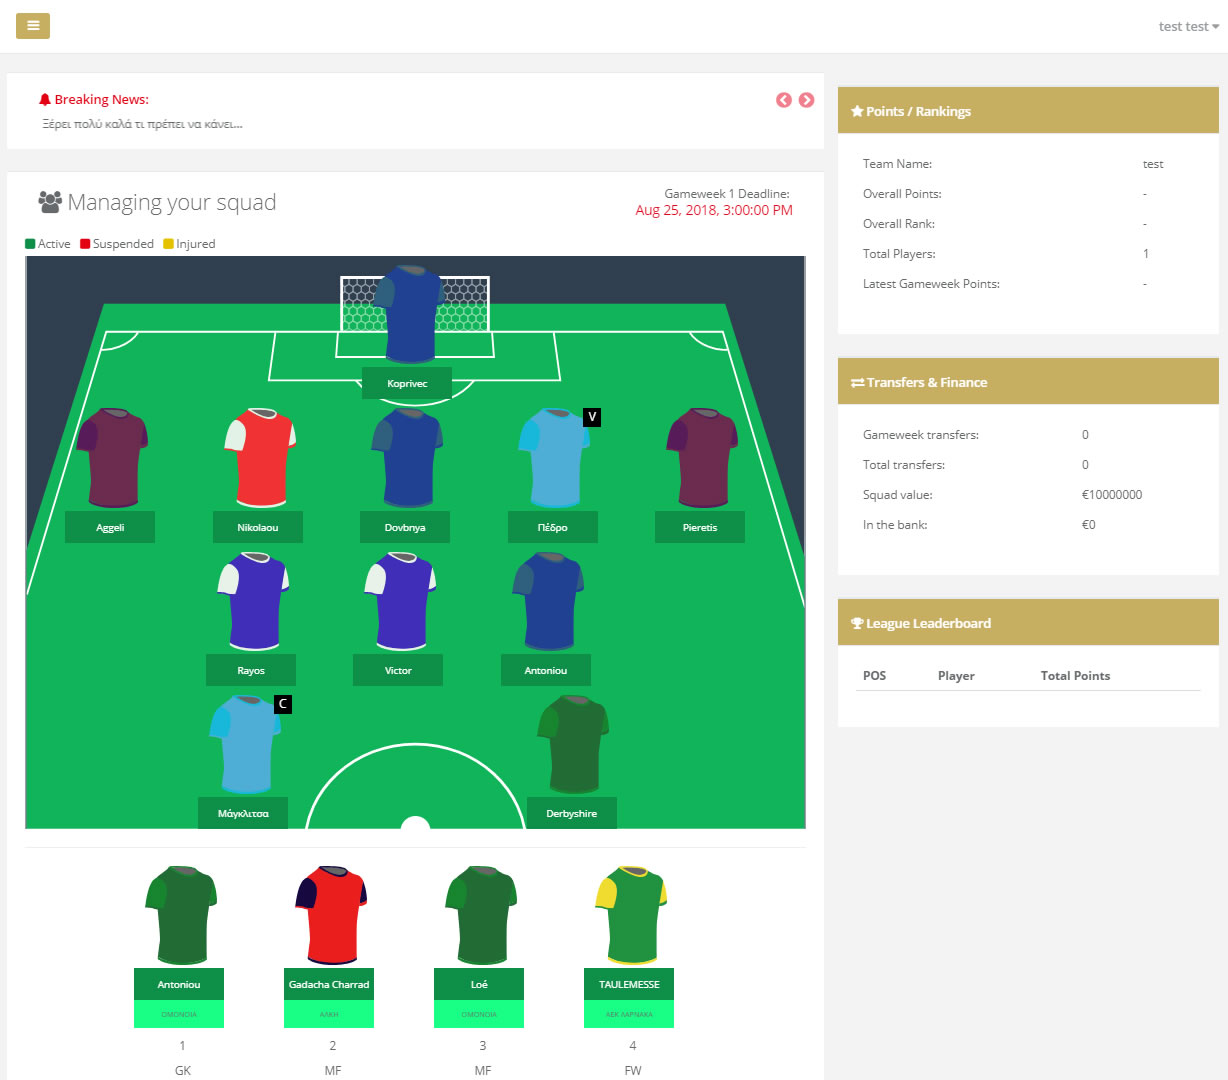 test test
Breaking News:
Ξέρει πολύ καλά τι πρέπει να κάνει...
Managing your squad
Gameweek 1 Deadline:
Aug 25, 2018, 3:00:00 PM
Active Suspended Injured
Koprivec
V
Aggeli Nikolaou Dovbnya Πέδρο Pieretis
Rayos Victor Antoniou
C
Μάγκλιτσα Derbyshire
Antoniou Gadacha Charrad Loé TAULEMESSE
ΟΜΟΝΟΙΑ ΑΛΚΗ ΟΜΟΝΟΙΑ ΑΕΚ ΛΑΡΝΑΚΑ
1 2 3 4
GK MF MF FW
Points / Rankings
Team Name: test
Overall Points: -
Overall Rank: -
Total Players: 1
Latest Gameweek Points: -
Transfers & Finance
Gameweek transfers: 0
Total transfers: 0
Squad value: €10000000
In the bank: €0
League Leaderboard
POS Player Total Points